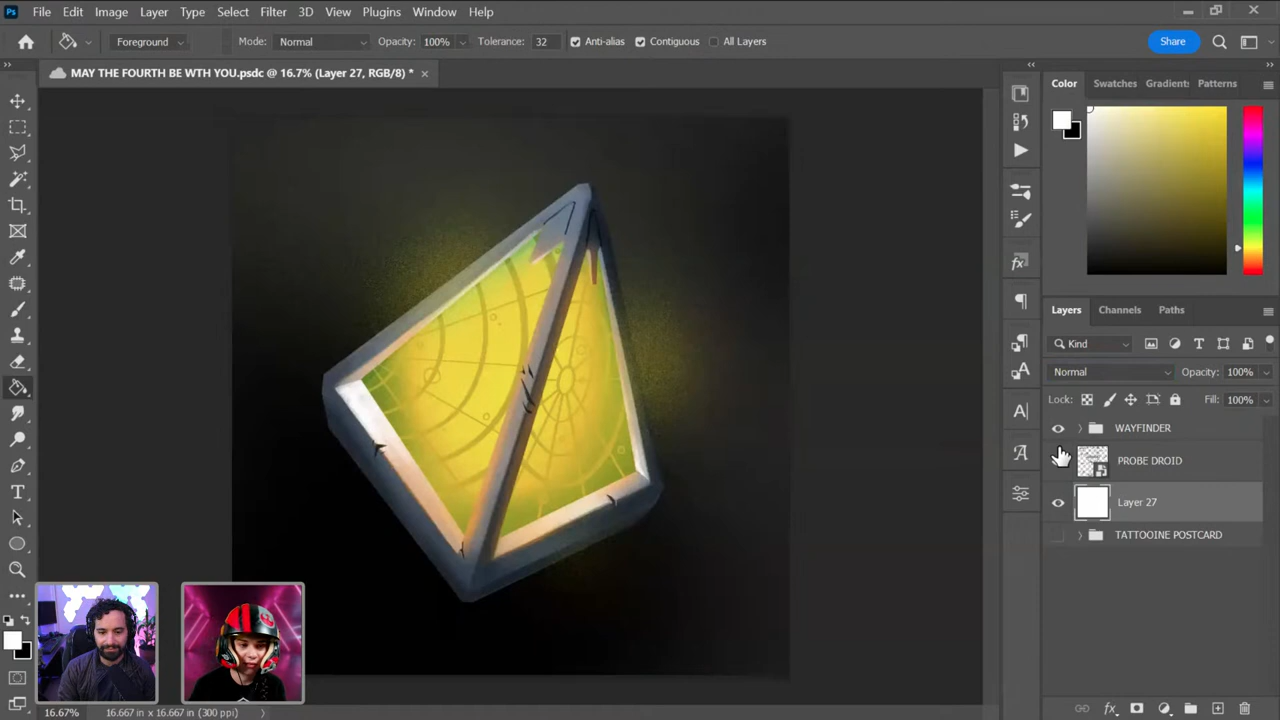 Ps File Edit Image Layer Type Select Filter 3D View Plugins Window Help
Foreground Mode: Normal Opacity: 100% Tolerance: 32 Anti-alias Contiguous All Layers Share
MAY THE FOURTH BE WTH YOU.psdc @ 16.7% (Layer 27, RGB/8) *
Color Swatches Gradient Patterns
Layers Channels Paths
Kind
Normal Opacity: 100%
Lock: Fill: 100%
WAYFINDER
PROBE DROID
Layer 27
TATTOOINE POSTCARD
16.67% 16.667 in x 16.667 in (300 ppi)